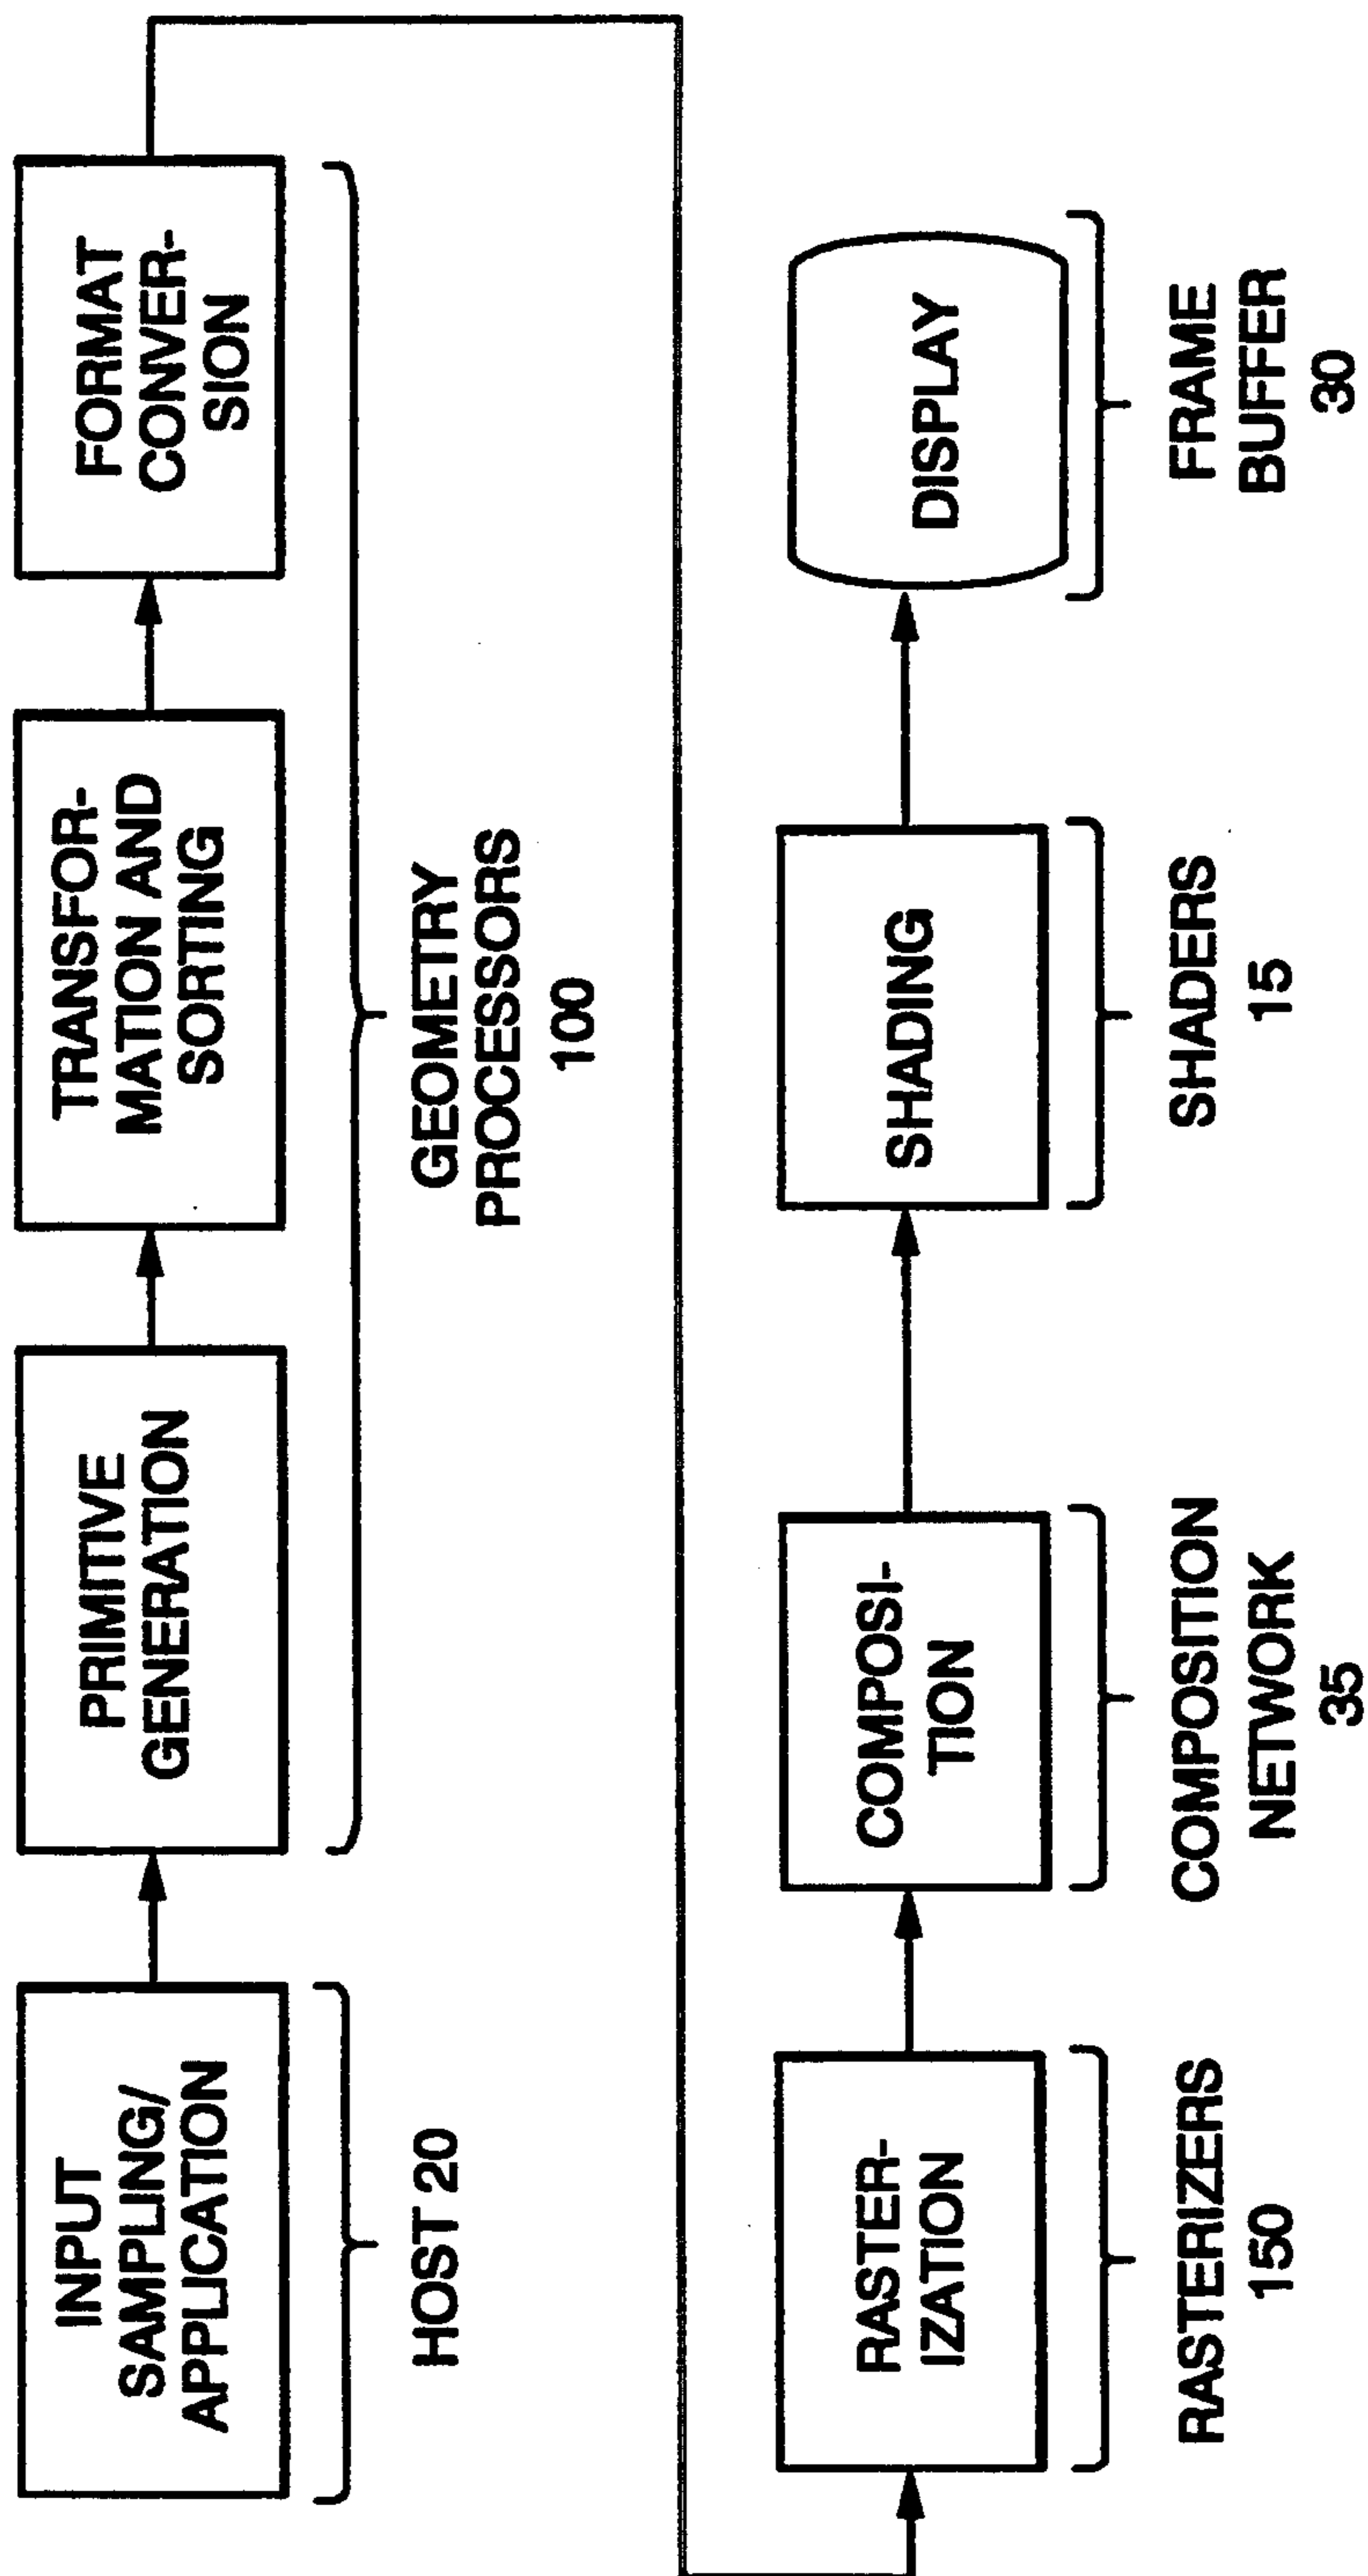 INPUT
SAMPLING/
APPLICATION
HOST 20
PRIMITIVE
GENERATION
TRANSFOR-
MATION AND
SORTING
FORMAT
CONVER-
SION
GEOMETRY
PROCESSORS
100
RASTER-
IZATION
RASTERIZERS
150
COMPOSI-
TION
COMPOSITION
NETWORK
35
SHADING
SHADERS
15
DISPLAY
FRAME
BUFFER
30